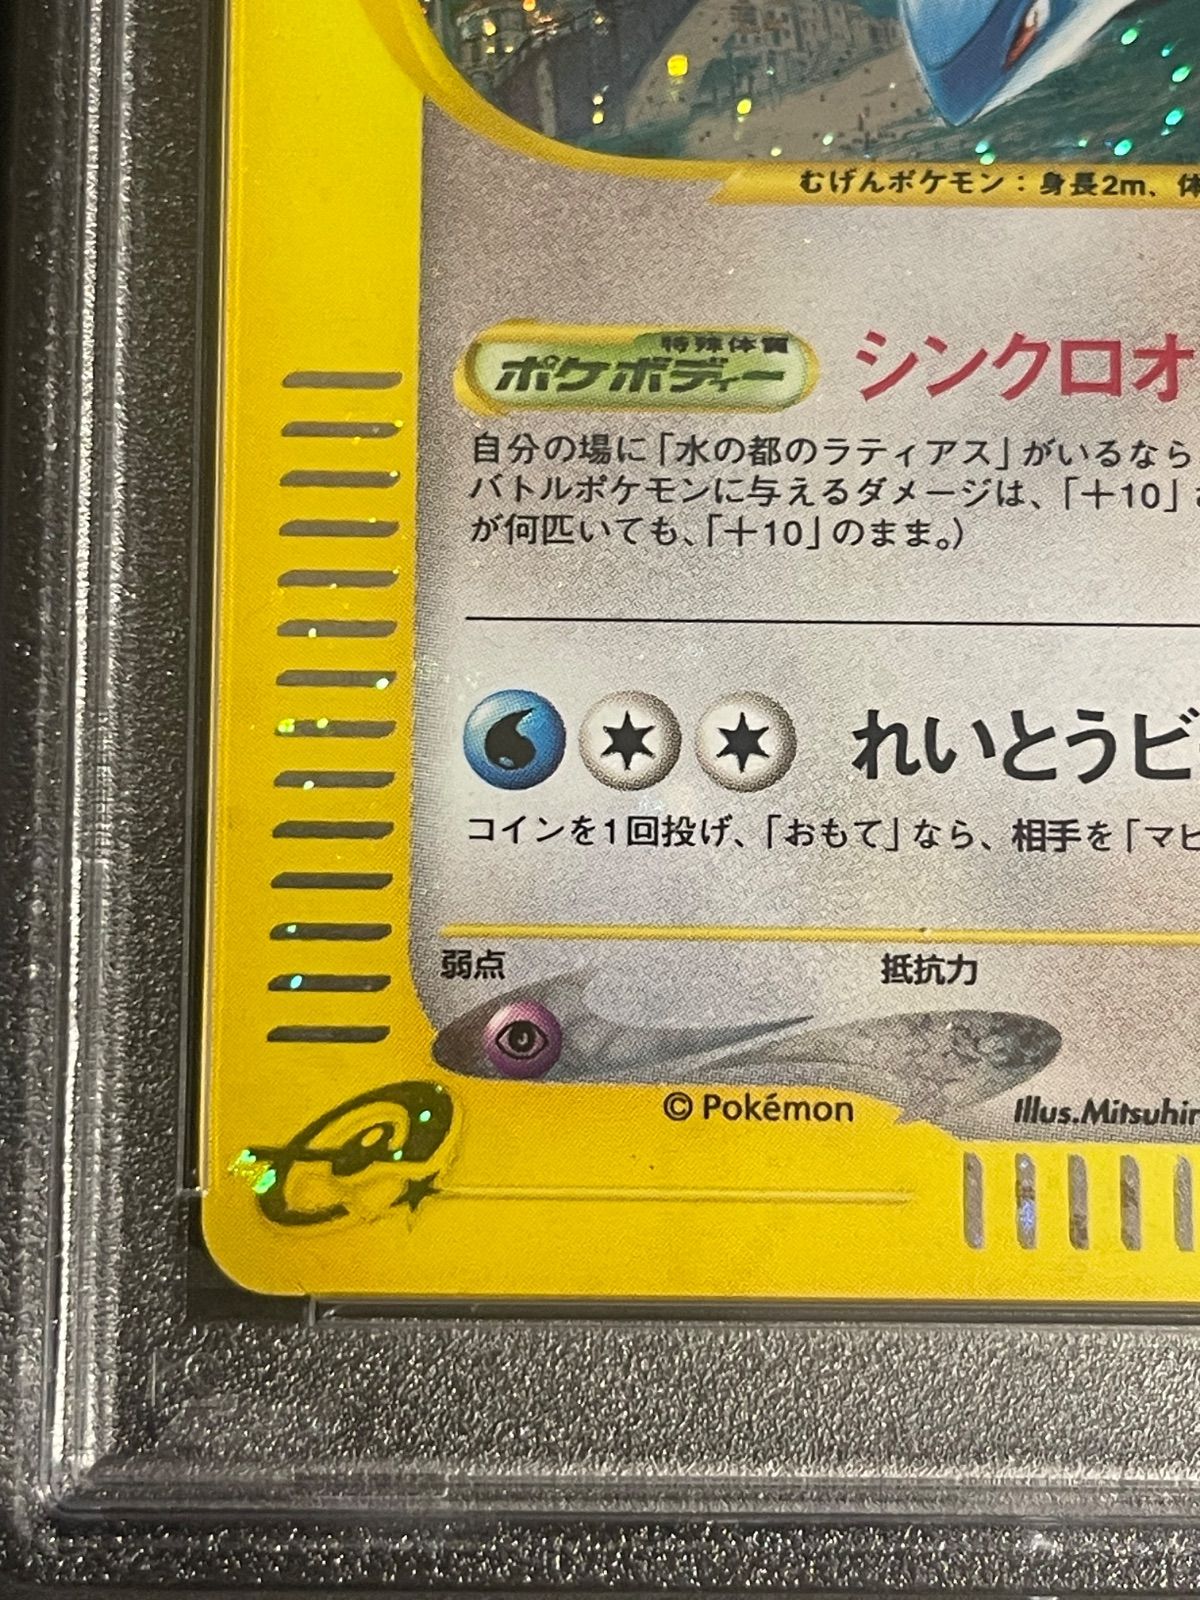 むげんポケモン：身長2m、体
特殊体質
ポケボディー
シンクロオ
自分の場に「水の都のラティアス」がいるなら
バトルポケモンに与えるダメージは、「＋10」
が何匹いても、「＋10」のまま。）
れいとうビ
コインを1回投げ、「おもて」なら、相手を「マヒ
弱点
抵抗力
© Pokémon
Illus.Mitsuhir